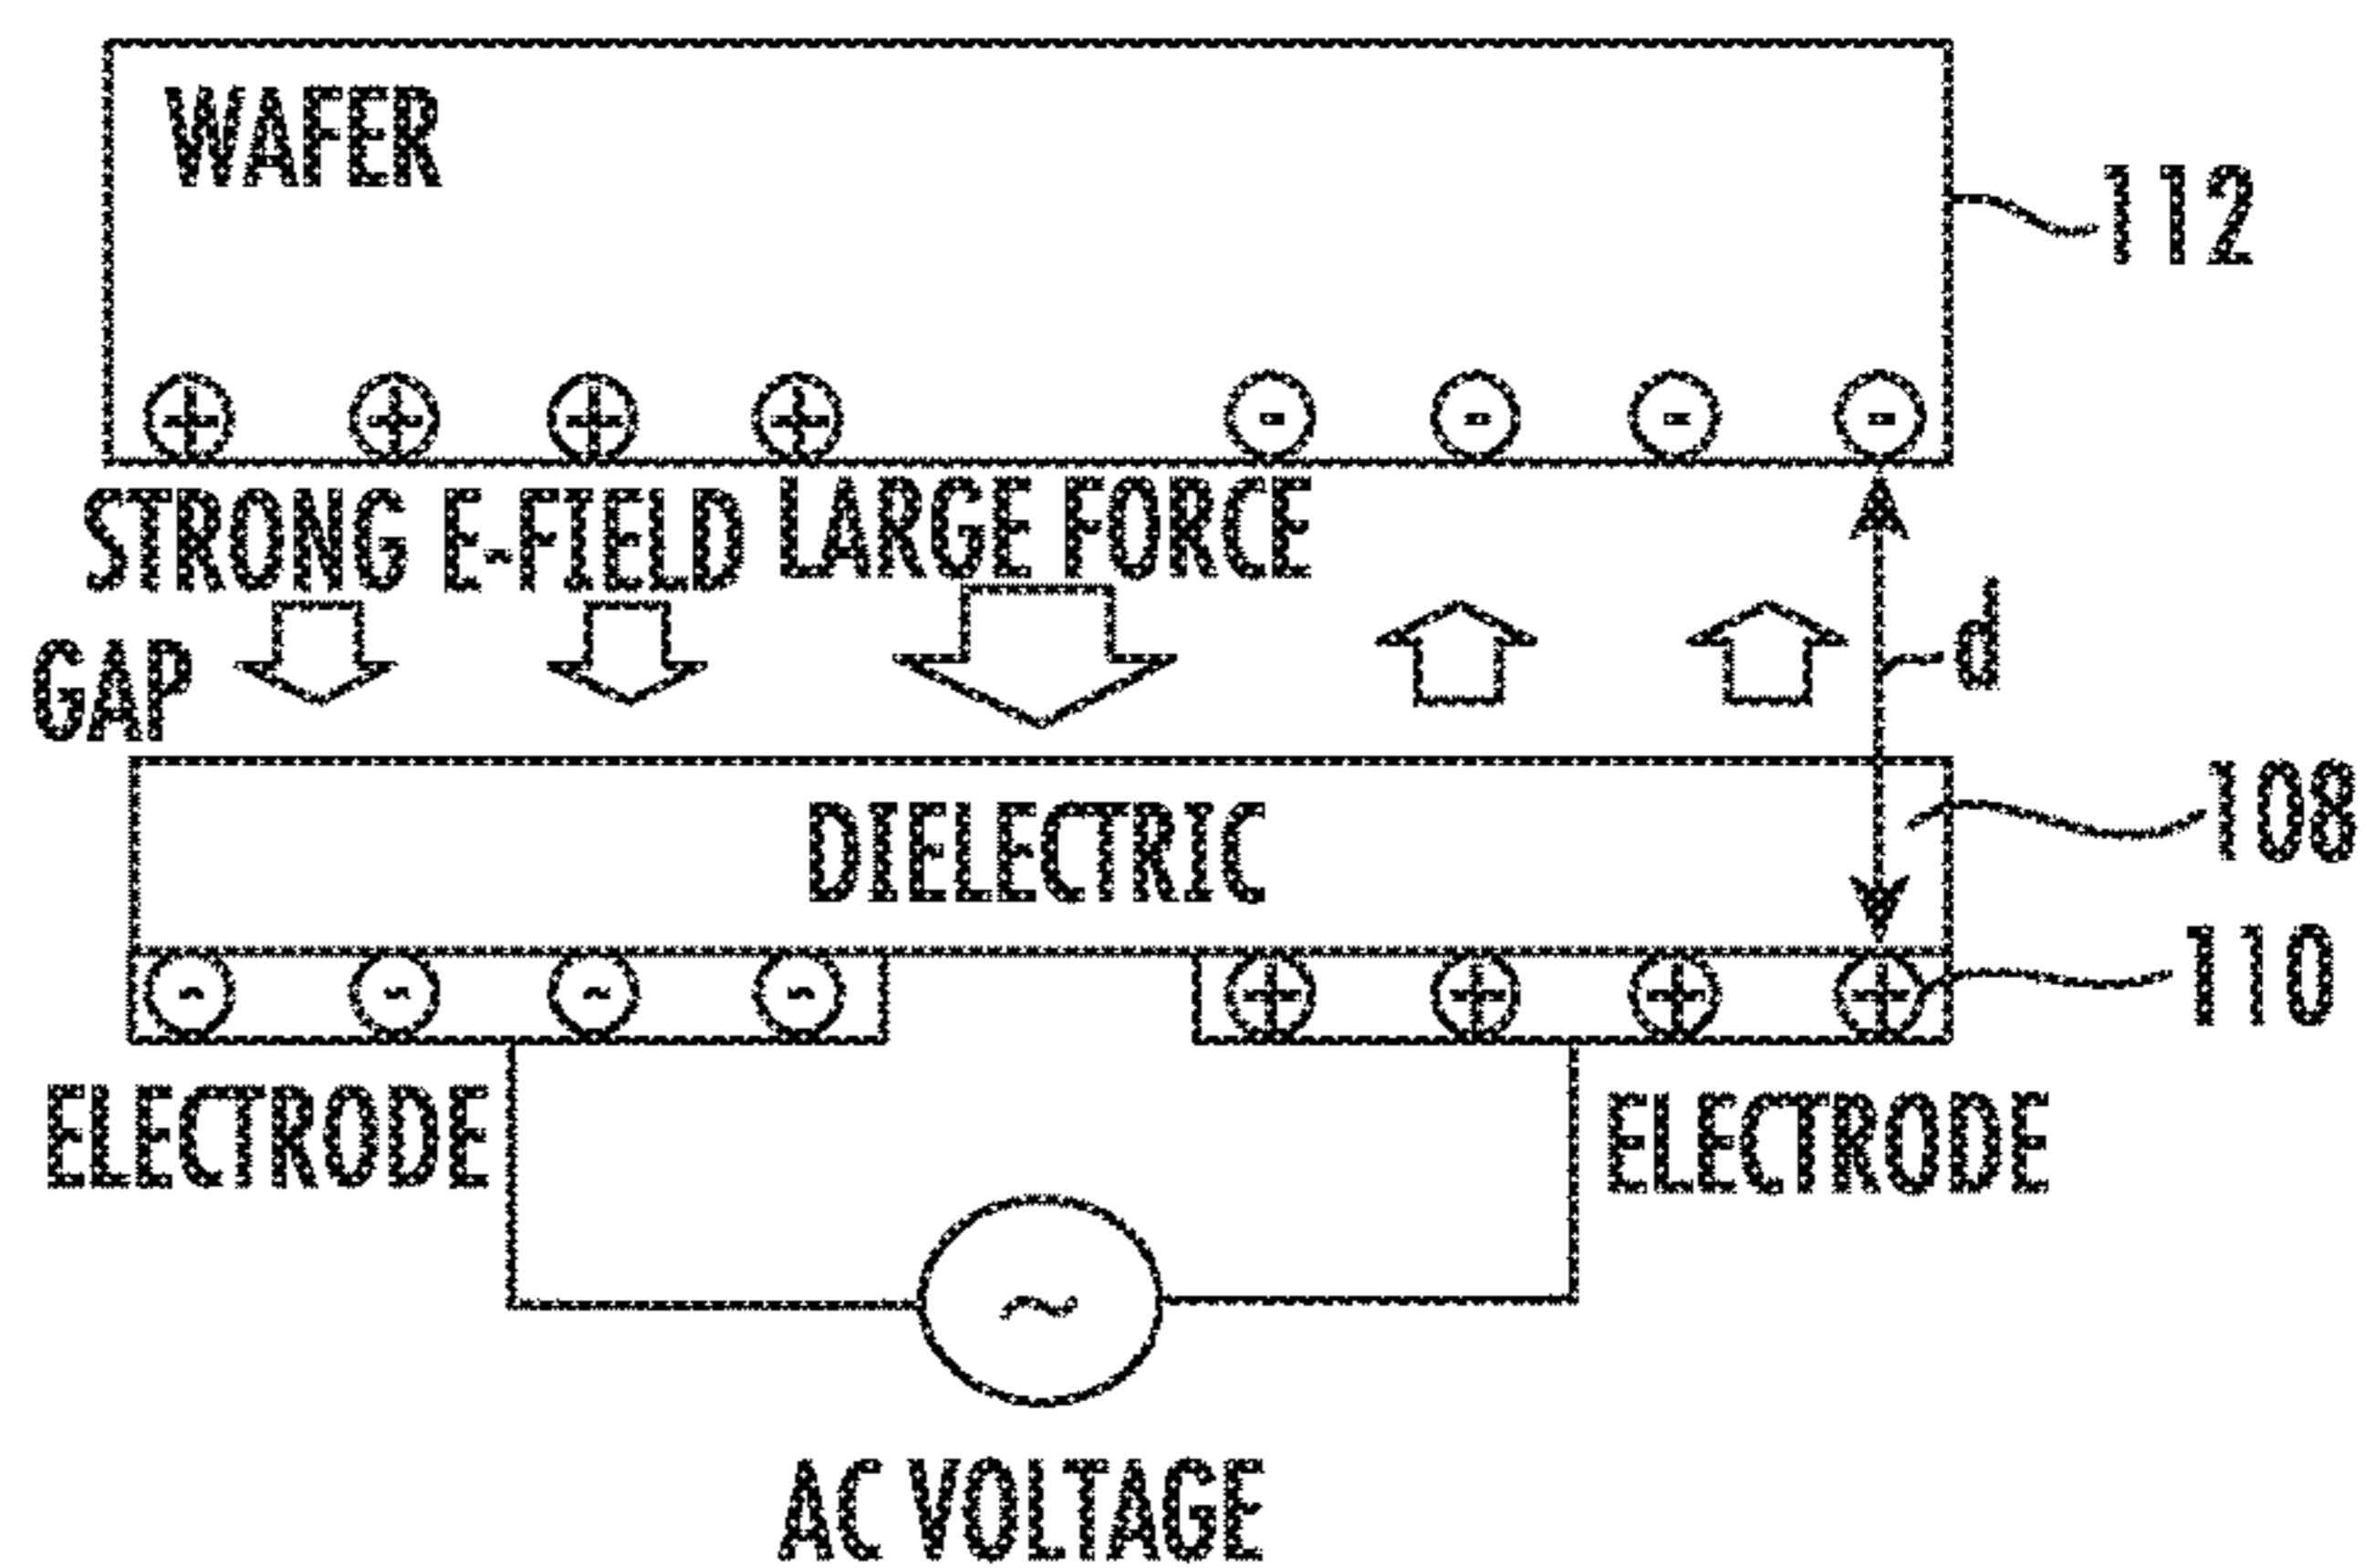 WAFER
112
+ + + + - - - -
STRONG E-FIELD LARGE FORCE
GAP
d
DIELECTRIC
108
- - - - + + + +
110
ELECTRODE
ELECTRODE
~
AC VOLTAGE